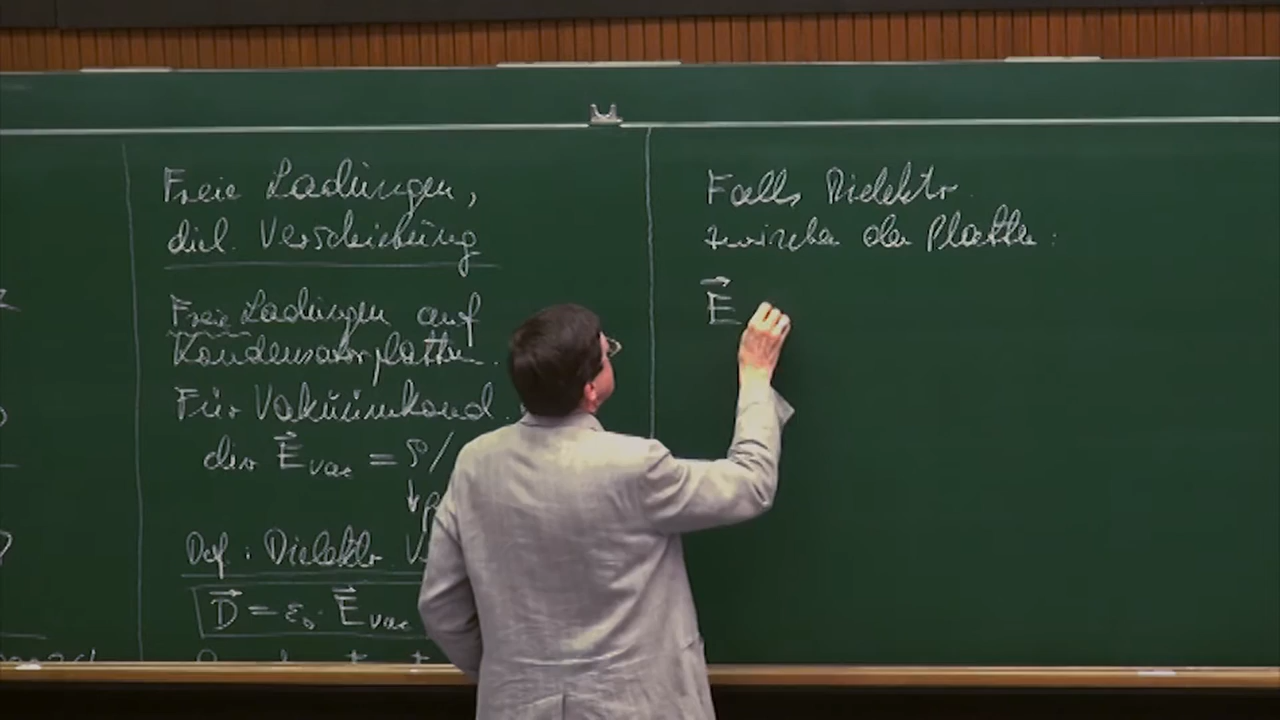 Freie Ladungen,
diel. Verschiebung
Freie Ladungen auf
Kondensatorplatten.
Für Vakuumkond.
div E⃗vac = ρ/
↓
Def.: Dielektr. V
D⃗ = ε₀ · E⃗vac
Falls Dielektr.
zwischen den Platten:
E⃗